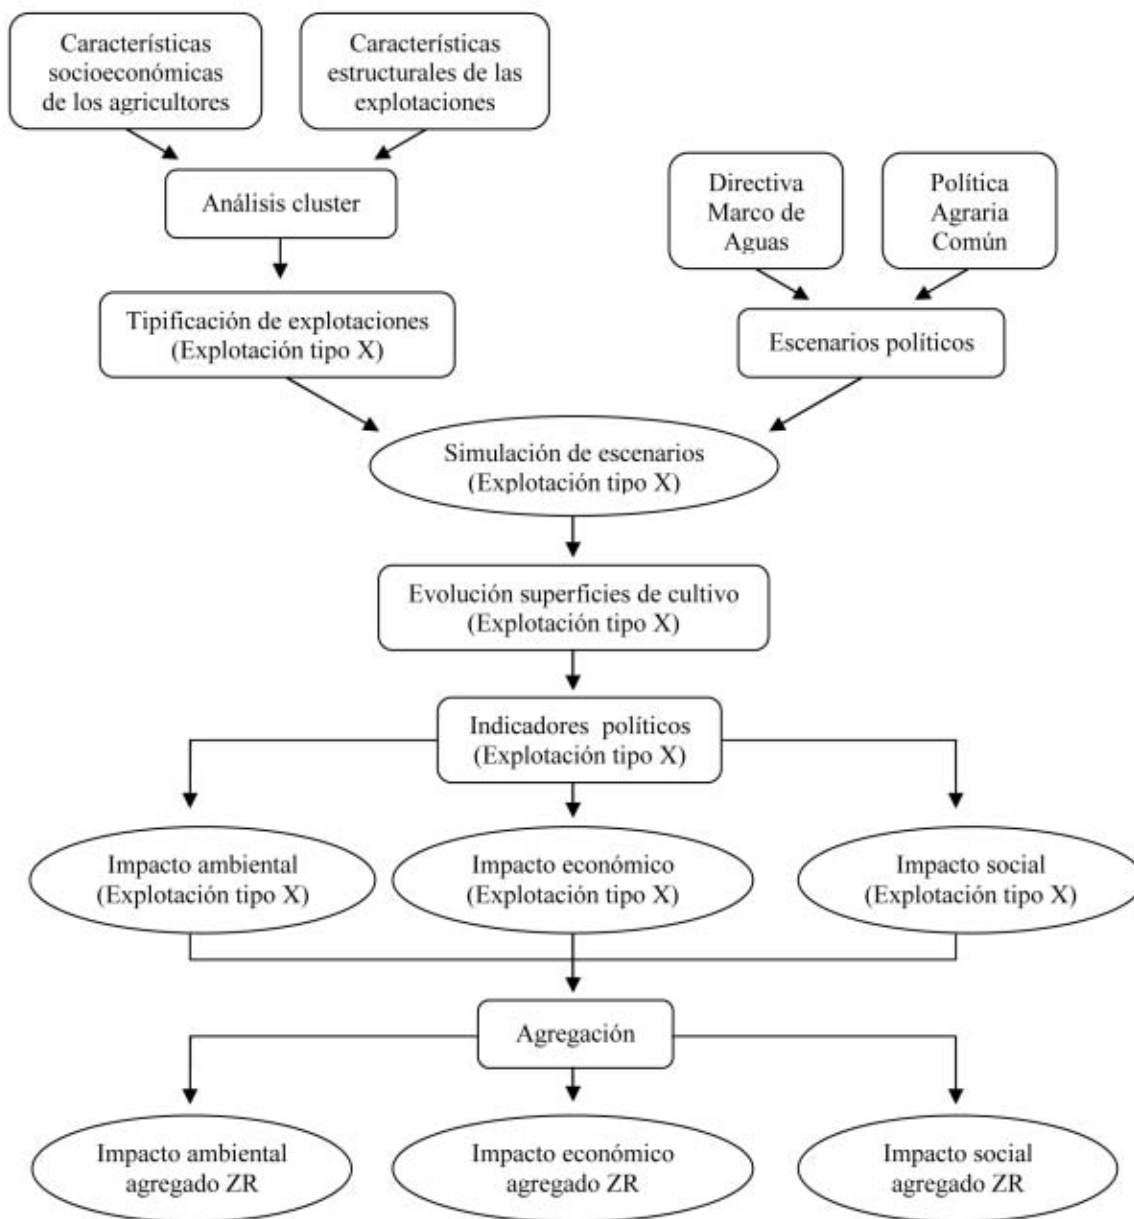 Características
socioeconómicas
de los agricultores
Características
estructurales de las
explotaciones
Directiva
Marco de
Aguas
Política
Agraria
Común
Análisis cluster
Tipificación de explotaciones
(Explotación tipo X)
Escenarios políticos
Simulación de escenarios
(Explotación tipo X)
Evolución superficies de cultivo
(Explotación tipo X)
Indicadores políticos
(Explotación tipo X)
Impacto ambiental
(Explotación tipo X)
Impacto económico
(Explotación tipo X)
Impacto social
(Explotación tipo X)
Agregación
Impacto ambiental
agregado ZR
Impacto económico
agregado ZR
Impacto social
agregado ZR